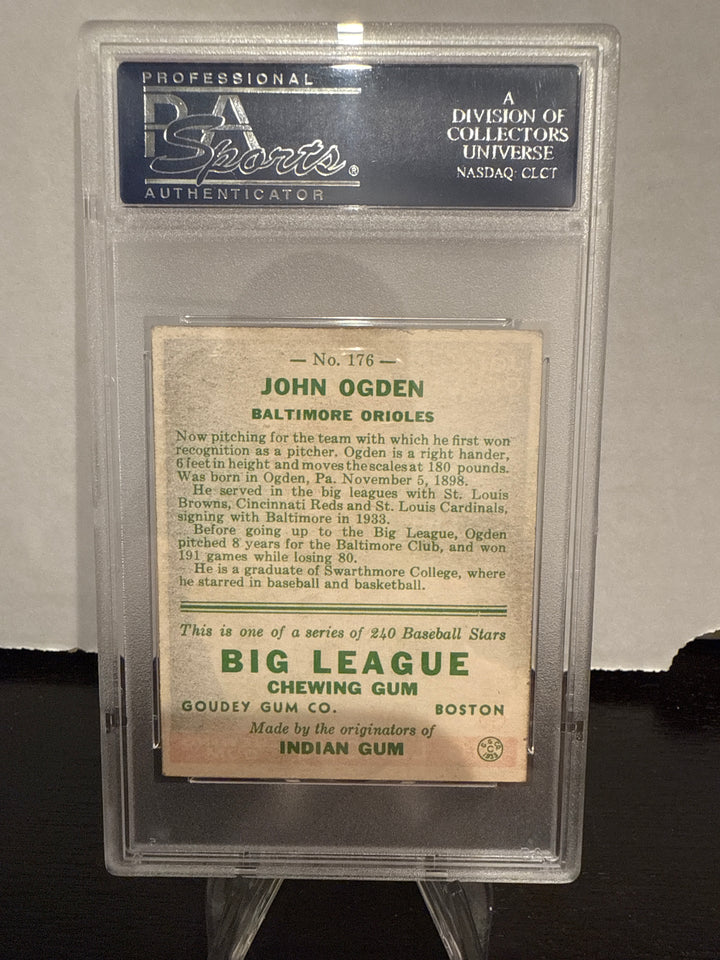 PROFESSIONAL
PSA
Sports®
AUTHENTICATOR
A
DIVISION OF
COLLECTORS
UNIVERSE
NASDAQ: CLCT
— No. 176 —
JOHN OGDEN
BALTIMORE ORIOLES
Now pitching for the team with which he first won
recognition as a pitcher. Ogden is a right hander,
6 feet in height and moves the scales at 180 pounds.
Was born in Ogden, Pa. November 5, 1898.
He served in the big leagues with St. Louis
Browns, Cincinnati Reds and St. Louis Cardinals,
signing with Baltimore in 1933.
Before going up to the Big League, Ogden
pitched 8 years for the Baltimore Club, and won
191 games while losing 80.
He is a graduate of Swarthmore College, where
he starred in baseball and basketball.
This is one of a series of 240 Baseball Stars
BIG LEAGUE
CHEWING GUM
GOUDEY GUM CO. BOSTON
Made by the originators of
INDIAN GUM